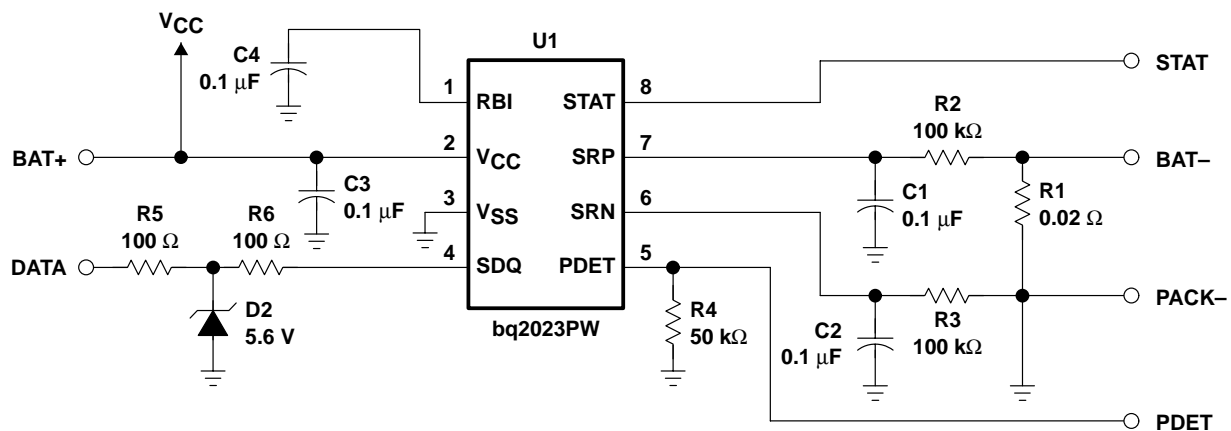 VCC
C4
0.1 μF
U1
1
RBI
STAT
8
STAT
R2
100 kΩ
BAT+
2
VCC
SRP
7
BAT–
C3
0.1 μF
3
VSS
SRN
6
C1
0.1 μF
R1
0.02 Ω
R5
100 Ω
R6
100 Ω
DATA
4
SDQ
PDET
5
PACK–
D2
5.6 V
bq2023PW
R4
50 kΩ
C2
0.1 μF
R3
100 kΩ
PDET